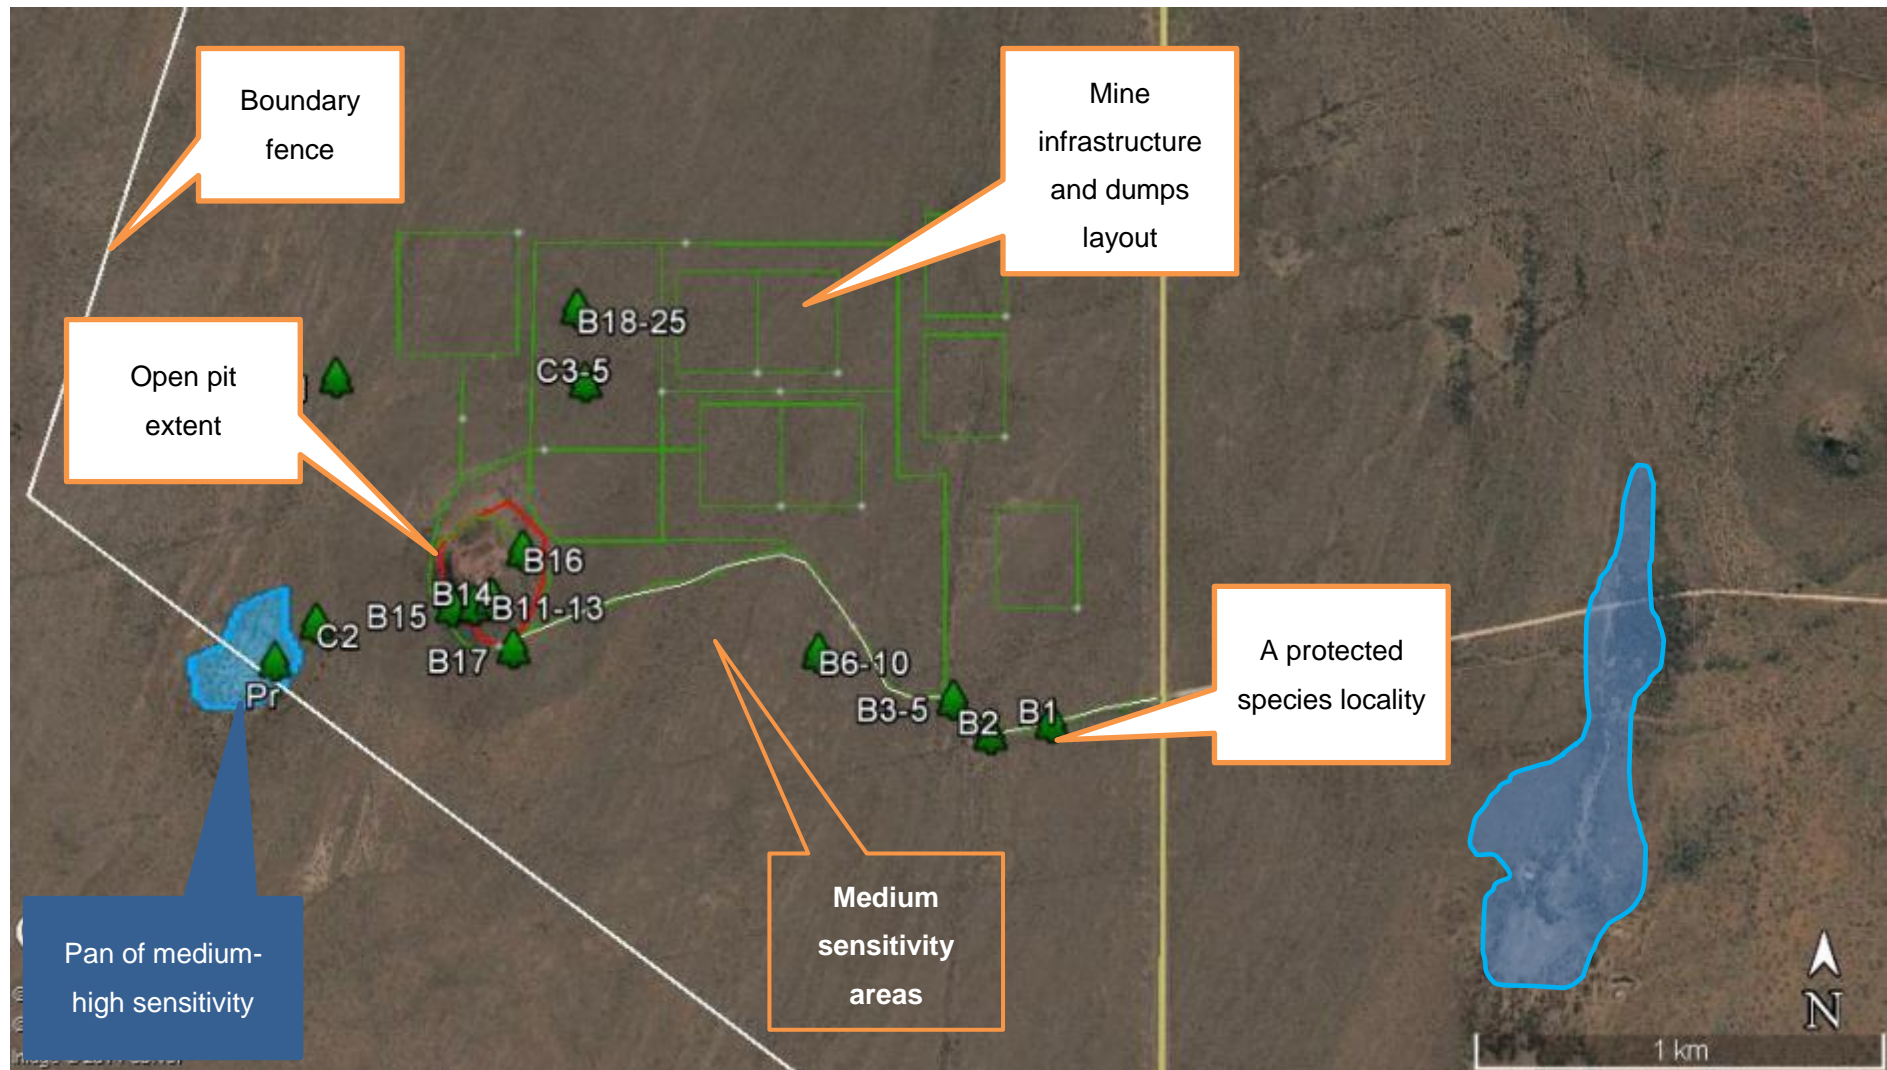 Boundary
fence
Mine
infrastructure
and dumps
layout
B18-25
C3-5
Open pit
extent
B16
B14
B11-13
B15
C2
B17
Pr
B6-10
B3-5
B2
B1
A protected
species locality
Medium
sensitivity
areas
Pan of medium-
high sensitivity
N
1 km